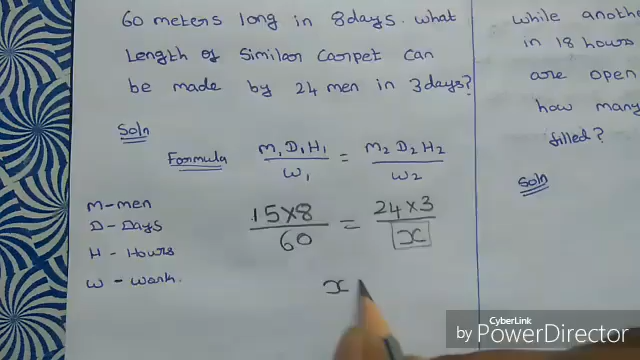 60 meters long in 8days. What
Length of Similar Carpet can
be made by 24 men in 3days?
Soln
Formula M₁D₁H₁/W₁ = M₂D₂H₂/W₂
M-men
D-Days
H-Hours
W-Work.
15×8/60 = 24×3/x
x
while anothe
in 18 hours
are open
how many
filled?
Soln
CyberLink
by PowerDirector